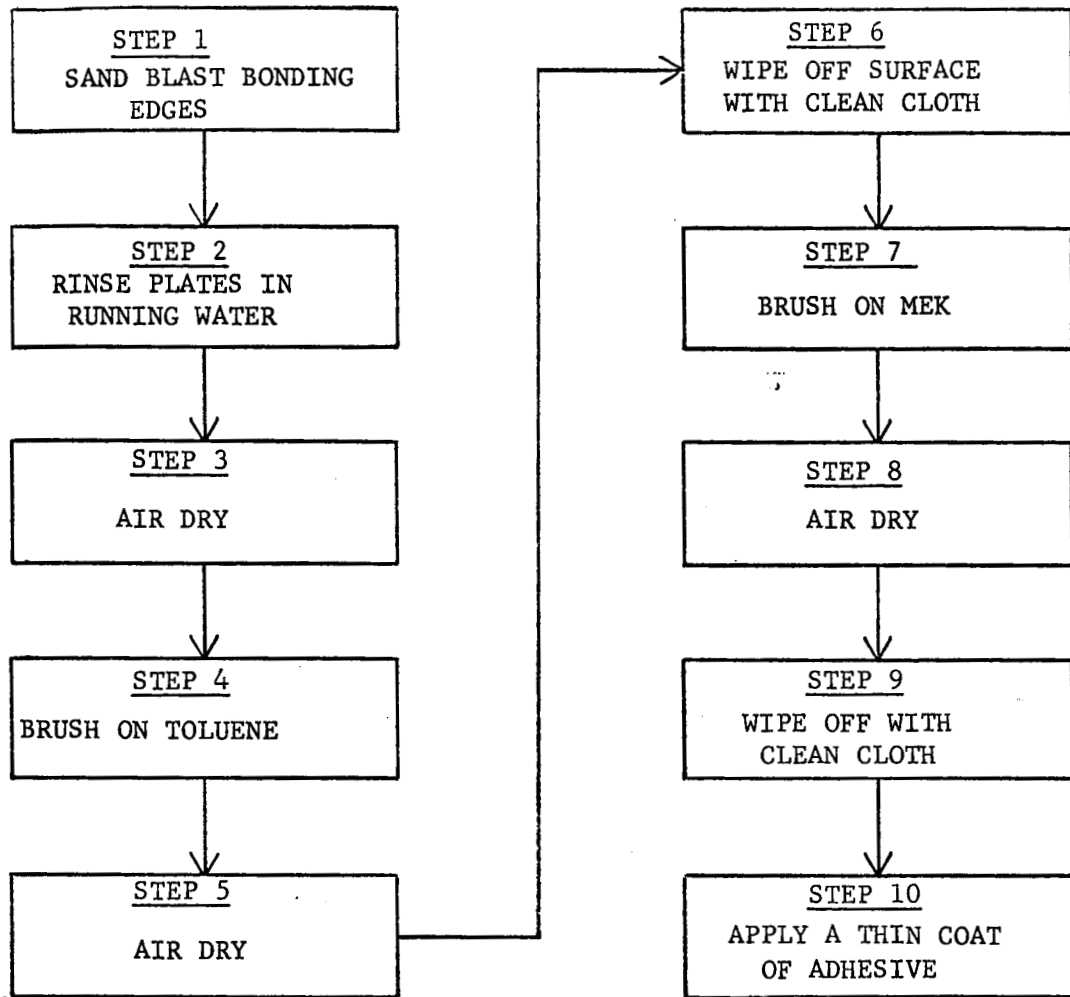 STEP 1
SAND BLAST BONDING
EDGES
STEP 2
RINSE PLATES IN
RUNNING WATER
STEP 3
AIR DRY
STEP 4
BRUSH ON TOLUENE
STEP 5
AIR DRY
STEP 6
WIPE OFF SURFACE
WITH CLEAN CLOTH
STEP 7
BRUSH ON MEK
STEP 8
AIR DRY
STEP 9
WIPE OFF WITH
CLEAN CLOTH
STEP 10
APPLY A THIN COAT
OF ADHESIVE